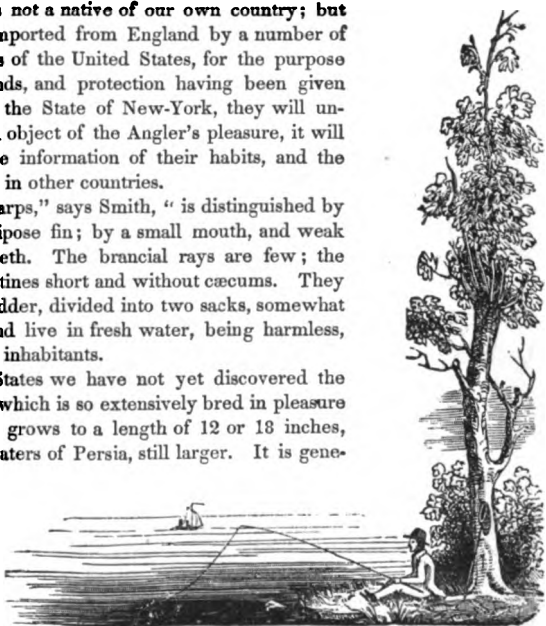 not a native of our own country; but
mported from England by a number of
of the United States, for the purpose
nds, and protection having been given
the State of New-York, they will un-
object of the Angler's pleasure, it will
e information of their habits, and the
in other countries.
arps," says Smith, "is distinguished by
ipose fin; by a small mouth, and weak
eth. The brancial rays are few; the
tines short and without cæcums. They
dder, divided into two sacks, somewhat
nd live in fresh water, being harmless,
inhabitants.
States we have not yet discovered the
which is so extensively bred in pleasure
grows to a length of 12 or 18 inches,
aters of Persia, still larger. It is gene-